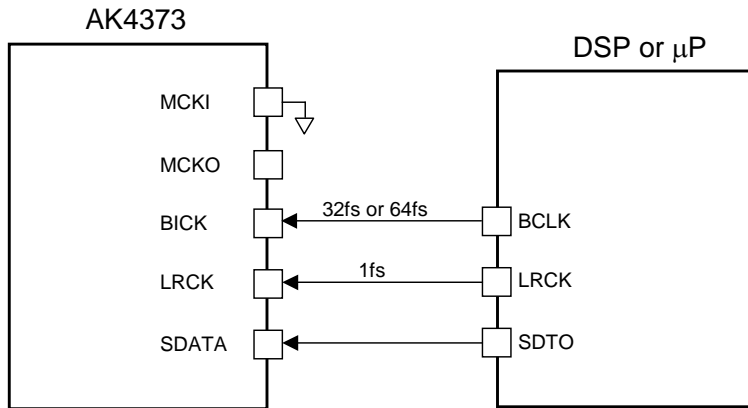 AK4373
DSP or μP
MCKI
MCKO
BICK
32fs or 64fs
BCLK
LRCK
1fs
LRCK
SDATA
SDTO